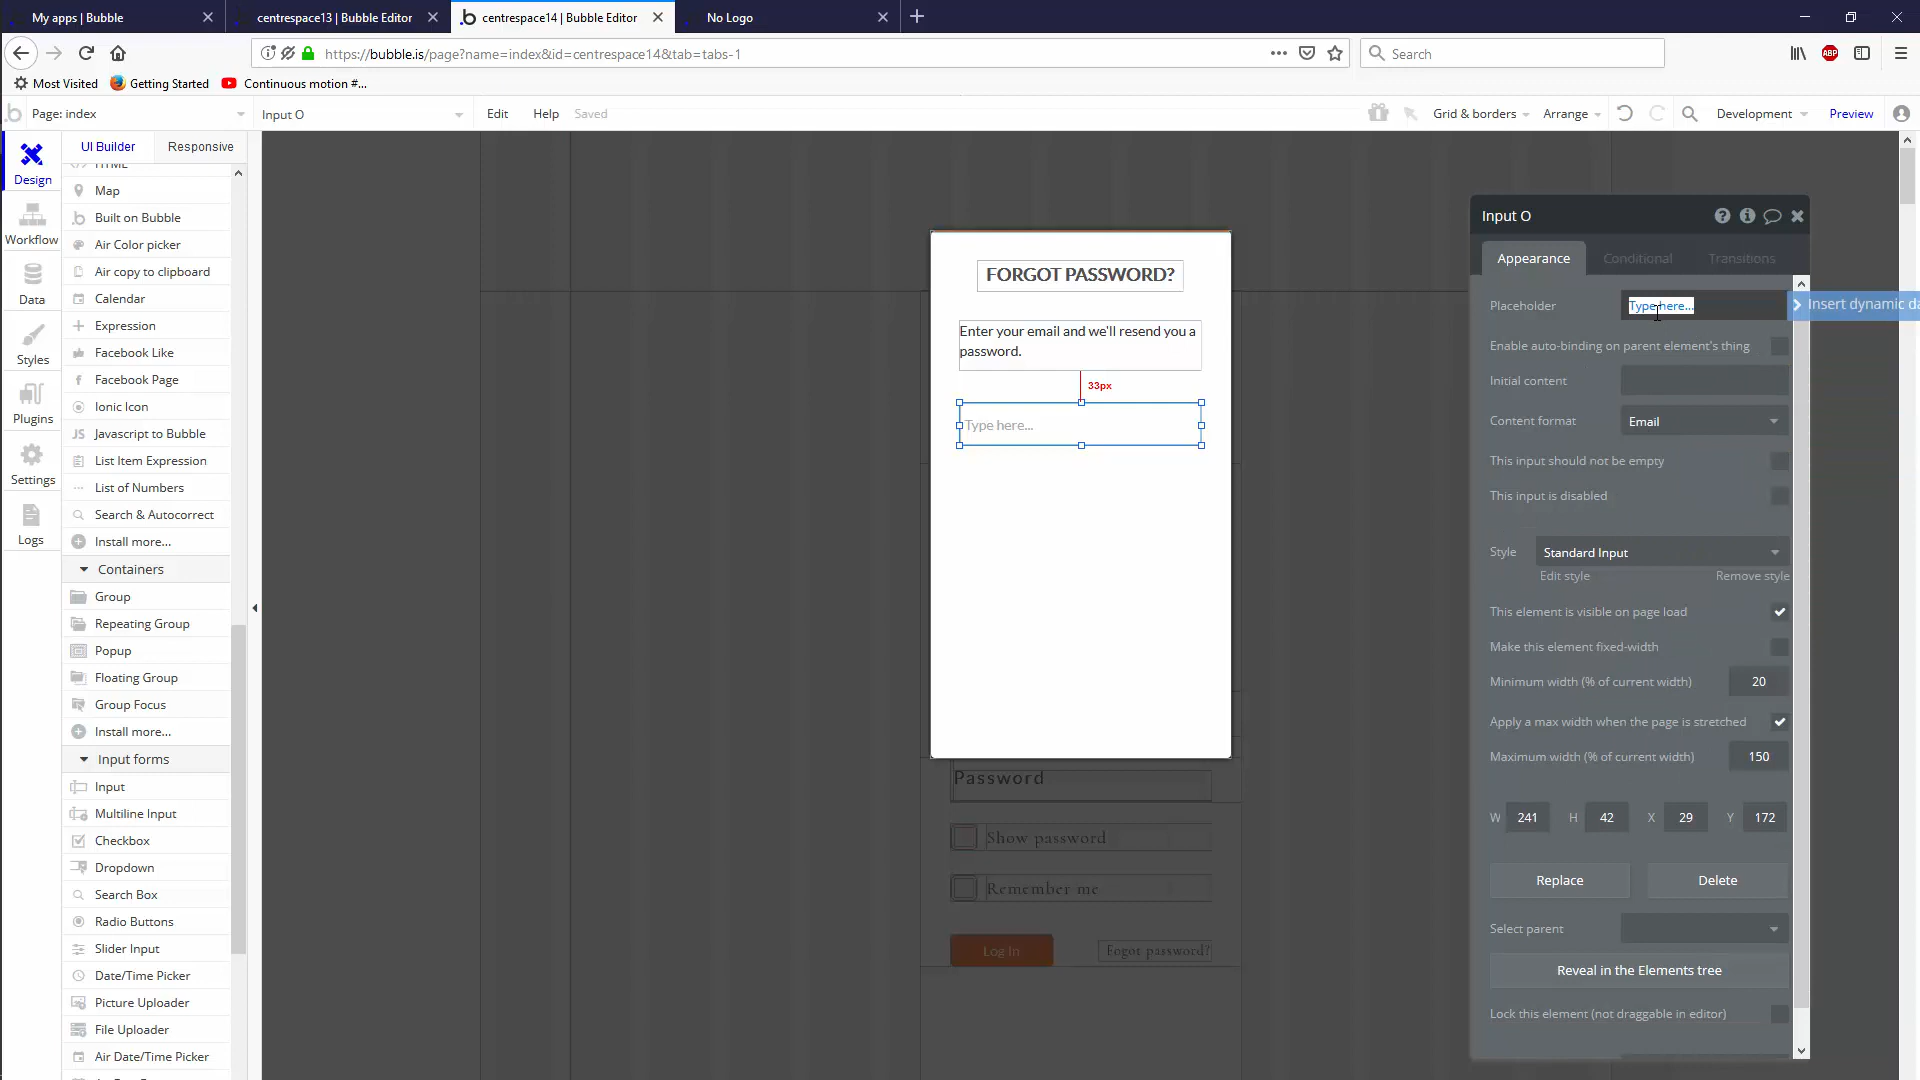 My apps | Bubble
centrespace13 | Bubble Editor
centrespace14 | Bubble Editor
No Logo
https://bubble.is/page?name=index&id=centrespace14&tab=tabs-1
Search
Most Visited
Getting Started
Continuous motion #...
ABP
Page: index
Input O
Edit
Help
Saved
Grid & borders
Arrange
Development
Preview
Design
Workflow
Data
Styles
Plugins
Settings
Logs
UI Builder
Responsive
HTML
Map
Built on Bubble
Air Color picker
Air copy to clipboard
Calendar
Expression
Facebook Like
Facebook Page
Ionic Icon
JS Javascript to Bubble
List Item Expression
List of Numbers
Search & Autocorrect
Install more...
Containers
Group
Repeating Group
Popup
Floating Group
Group Focus
Install more...
Input forms
Input
Multiline Input
Checkbox
Dropdown
Search Box
Radio Buttons
Slider Input
Date/Time Picker
Picture Uploader
File Uploader
Air Date/Time Picker
FORGOT PASSWORD?
Enter your email and we'll resend you a
password.
33px
Type here...
Password
Show password
Remember me
Log In
Fogot password?
Input O
Appearance
Conditional
Transitions
Placeholder
Type here...
Insert dynamic da
Enable auto-binding on parent element's thing
Initial content
Content format
Email
This input should not be empty
This input is disabled
Style
Standard Input
Edit style
Remove style
This element is visible on page load
Make this element fixed-width
Minimum width (% of current width)
20
Apply a max width when the page is stretched
Maximum width (% of current width)
150
W 241 H 42 X 29 Y 172
Replace
Delete
Select parent
Reveal in the Elements tree
Lock this element (not draggable in editor)